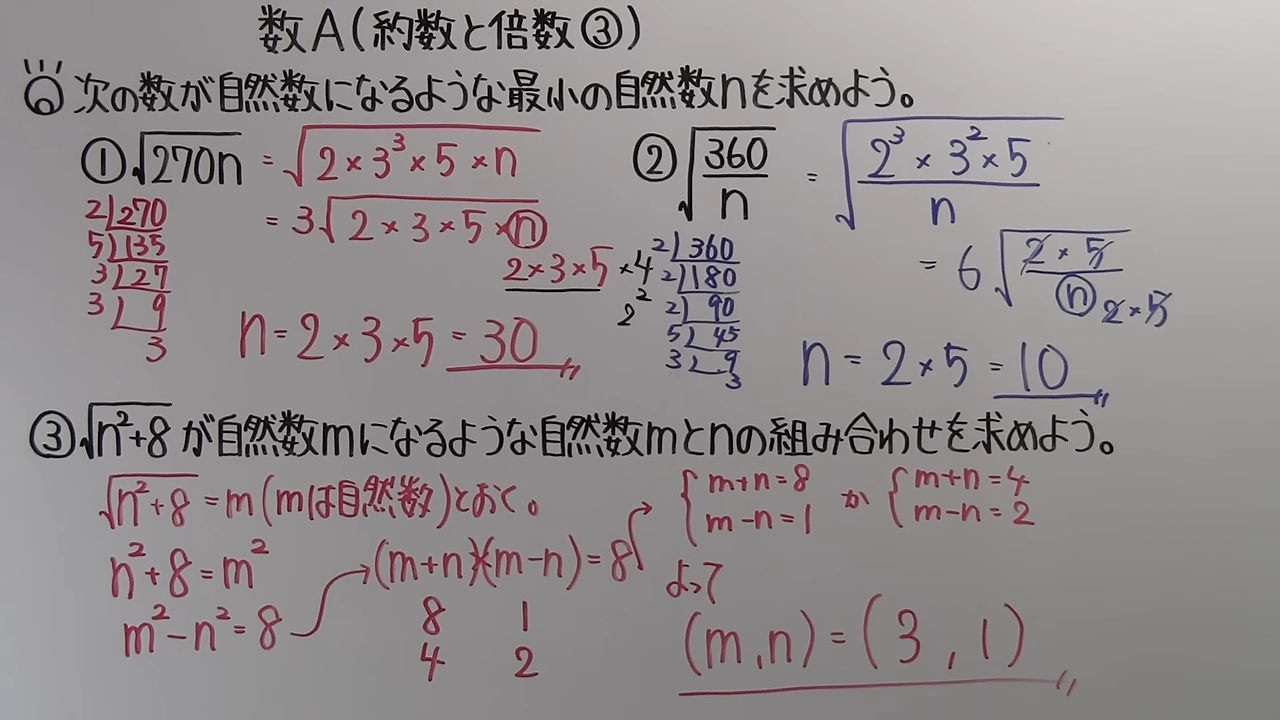 数A(約数と倍数③)
次の数が自然数になるような最小の自然数nを求めよう。
①√270n = √2×3³×5×n
= 3√2×3×5×n
2×3×5 ×4
2²
2)270
5)135
3)27
3)9
3
n=2×3×5=30
②√360/n = √2³×3²×5/n
= 6√2×5/n
2×5
2)360
2)180
2)90
5)45
3)9
3
n=2×5=10
③√n²+8が自然数mになるような自然数mとnの組み合わせを求めよう。
√n²+8=m(mは自然数)とおく。
n²+8=m²
m²-n²=8
(m+n)(m-n)=8
8 1
4 2
{m+n=8 か {m+n=4
m-n=1 m-n=2
よって
(m,n)=(3,1)